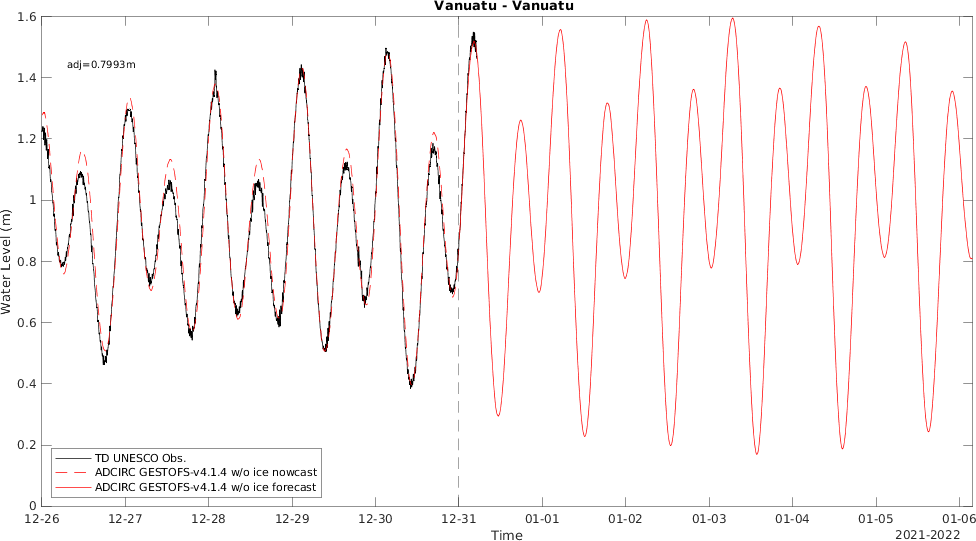 Vanuatu - Vanuatu
1.6
1.4
1.2
1
0.8
0.6
0.4
0.2
0
Water Level (m)
adj=0.7993m
TD UNESCO Obs.
ADCIRC GESTOFS-v4.1.4 w/o ice nowcast
ADCIRC GESTOFS-v4.1.4 w/o ice forecast
12-26 12-27 12-28 12-29 12-30 12-31 01-01 01-02 01-03 01-04 01-05 01-06
Time
2021-2022